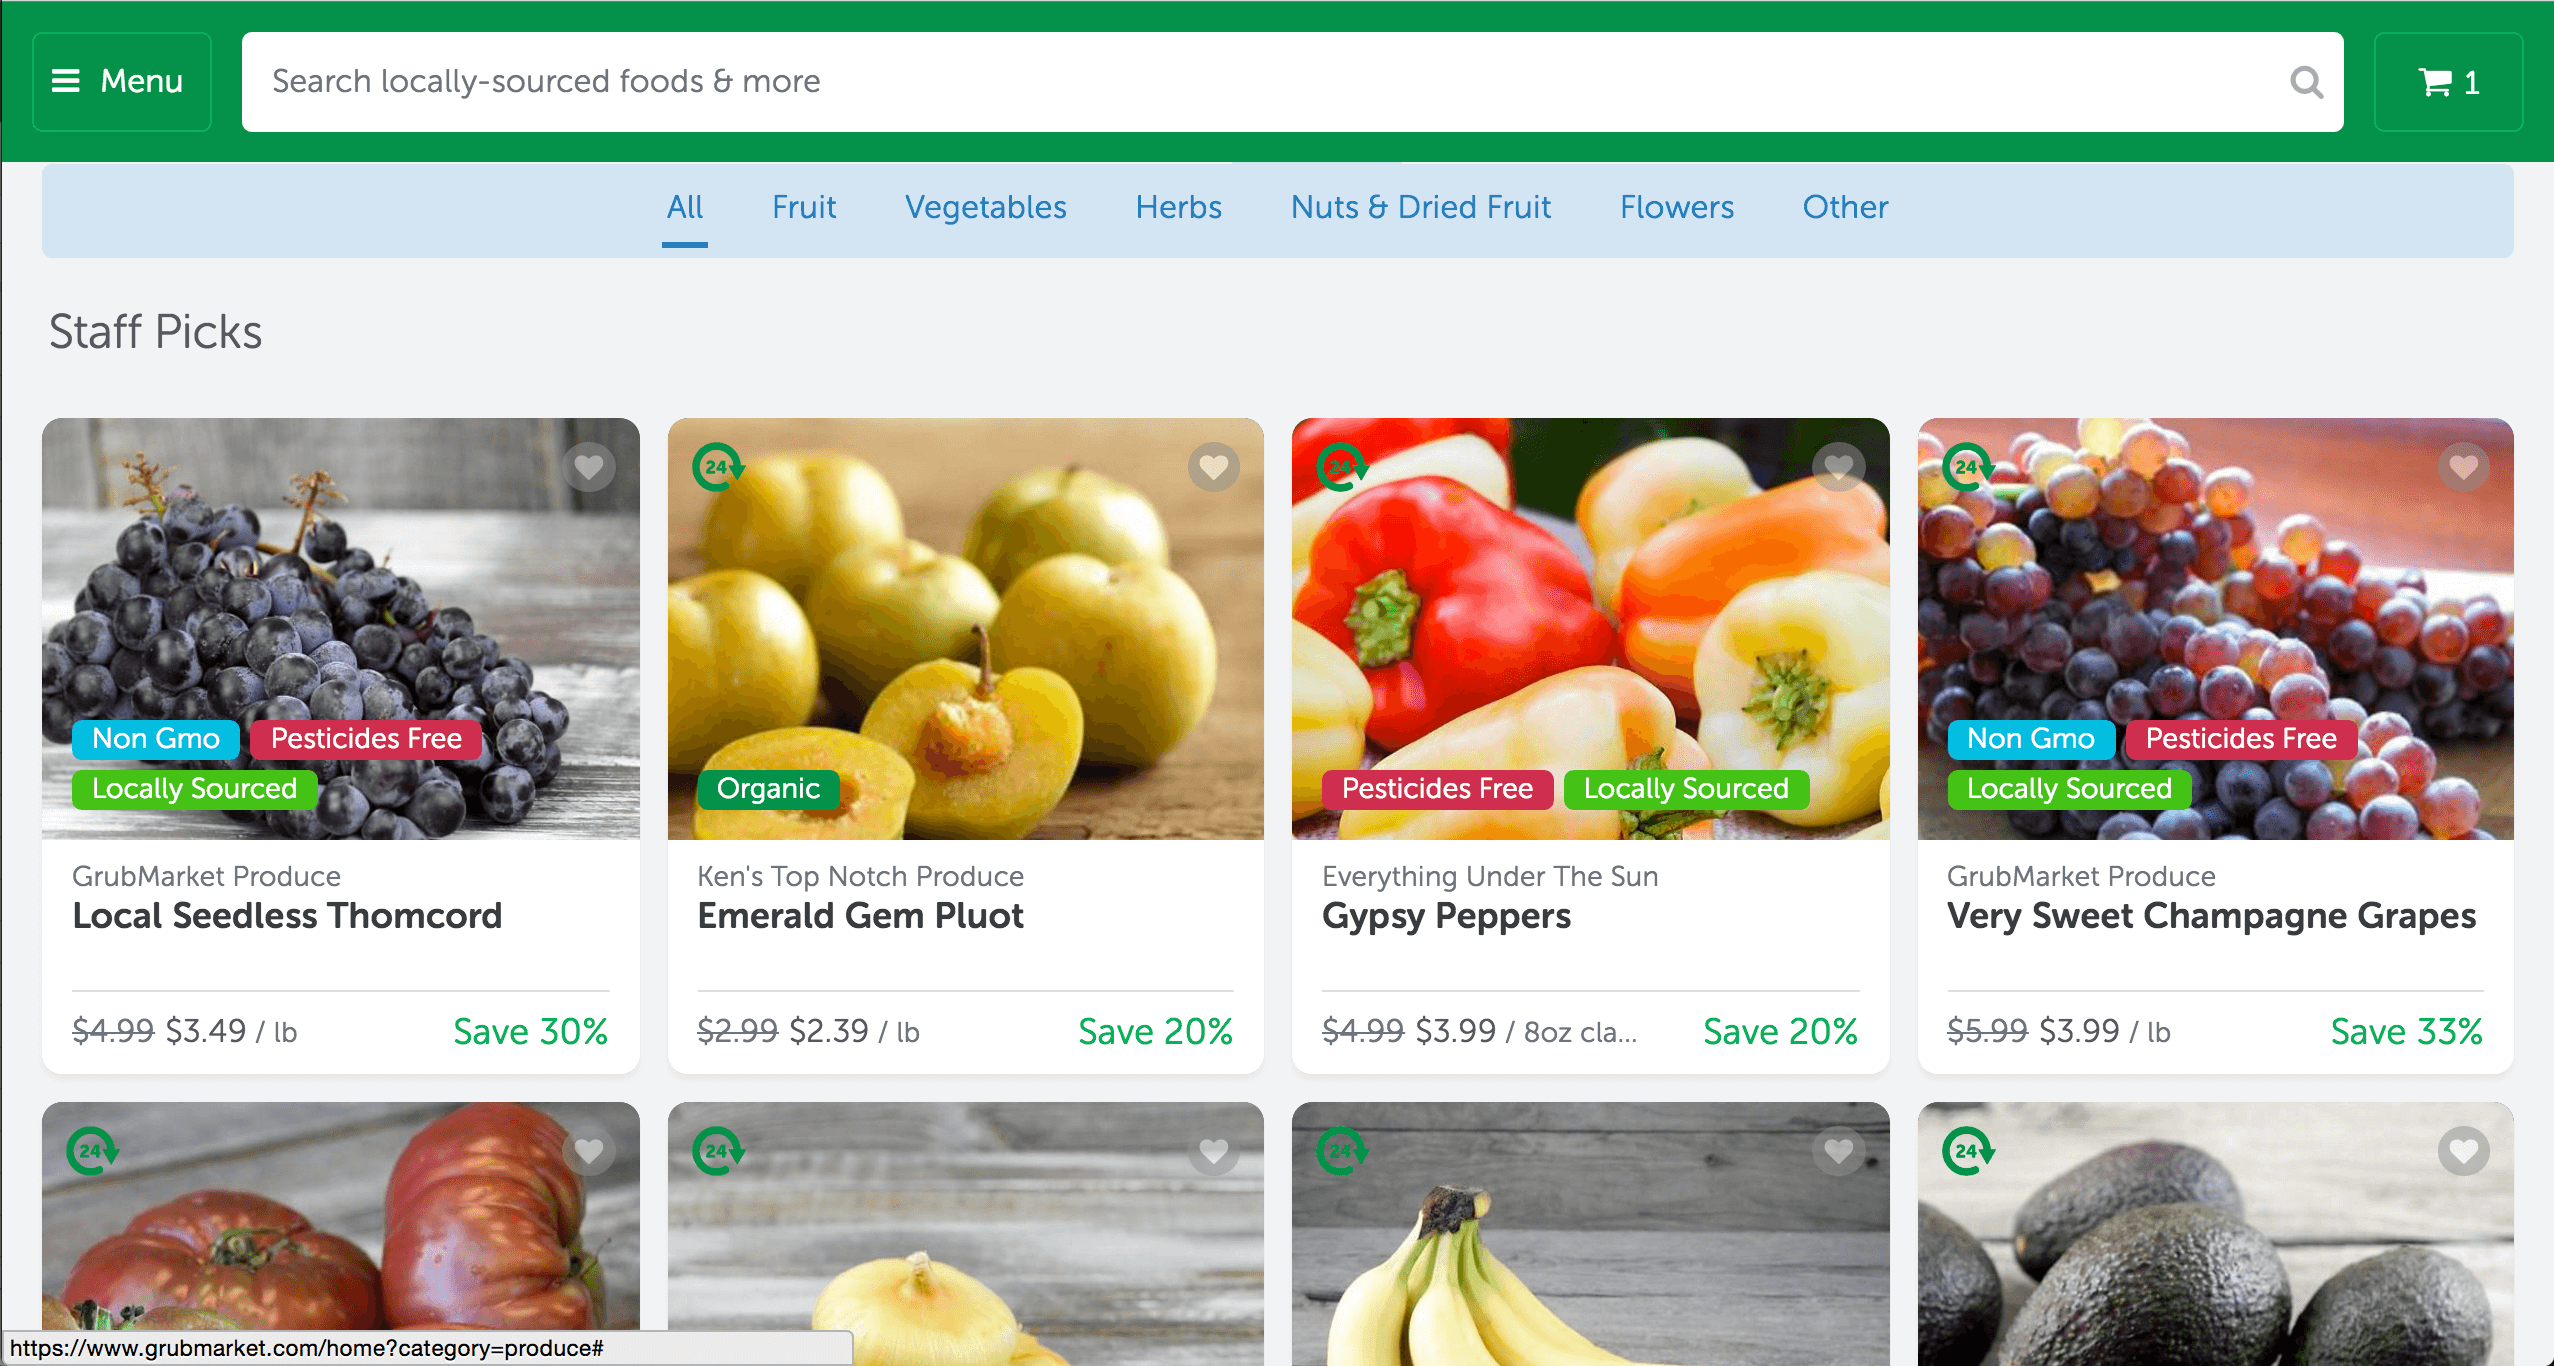 Menu
Search locally-sourced foods & more
1
All Fruit Vegetables Herbs Nuts & Dried Fruit Flowers Other
Staff Picks
24 24 24
Non Gmo Pesticides Free
Locally Sourced
Organic
Pesticides Free Locally Sourced
Non Gmo Pesticides Free
Locally Sourced
GrubMarket Produce
Local Seedless Thomcord
$4.99 $3.49 / lb Save 30%
Ken's Top Notch Produce
Emerald Gem Pluot
$2.99 $2.39 / lb Save 20%
Everything Under The Sun
Gypsy Peppers
$4.99 $3.99 / 8oz cla... Save 20%
GrubMarket Produce
Very Sweet Champagne Grapes
$5.99 $3.99 / lb Save 33%
24 24 24 24
https://www.grubmarket.com/home?category=produce#